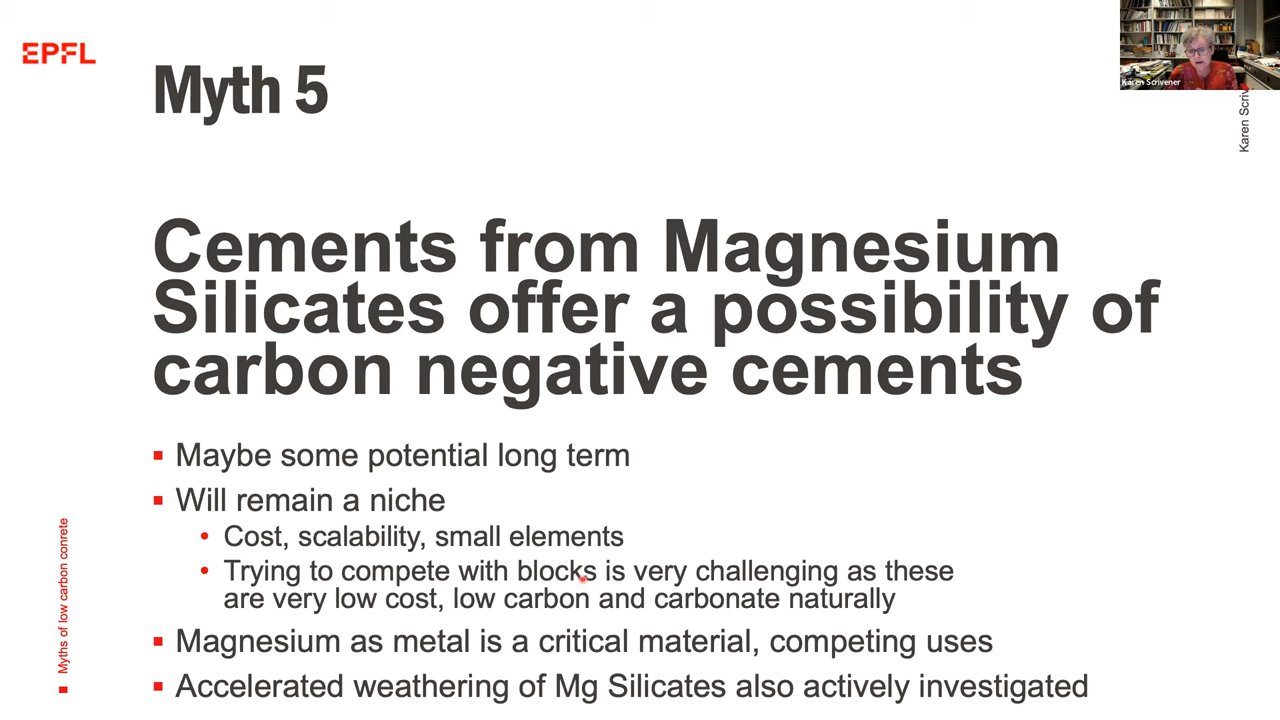 EPFL
Myth 5
Karen Scrivener
Karen Scriv
Cements from Magnesium
Silicates offer a possibility of
carbon negative cements
Maybe some potential long term
Will remain a niche
Cost, scalability, small elements
Trying to compete with blocks is very challenging as these
are very low cost, low carbon and carbonate naturally
Magnesium as metal is a critical material, competing uses
Accelerated weathering of Mg Silicates also actively investigated
Myths of low carbon conrete